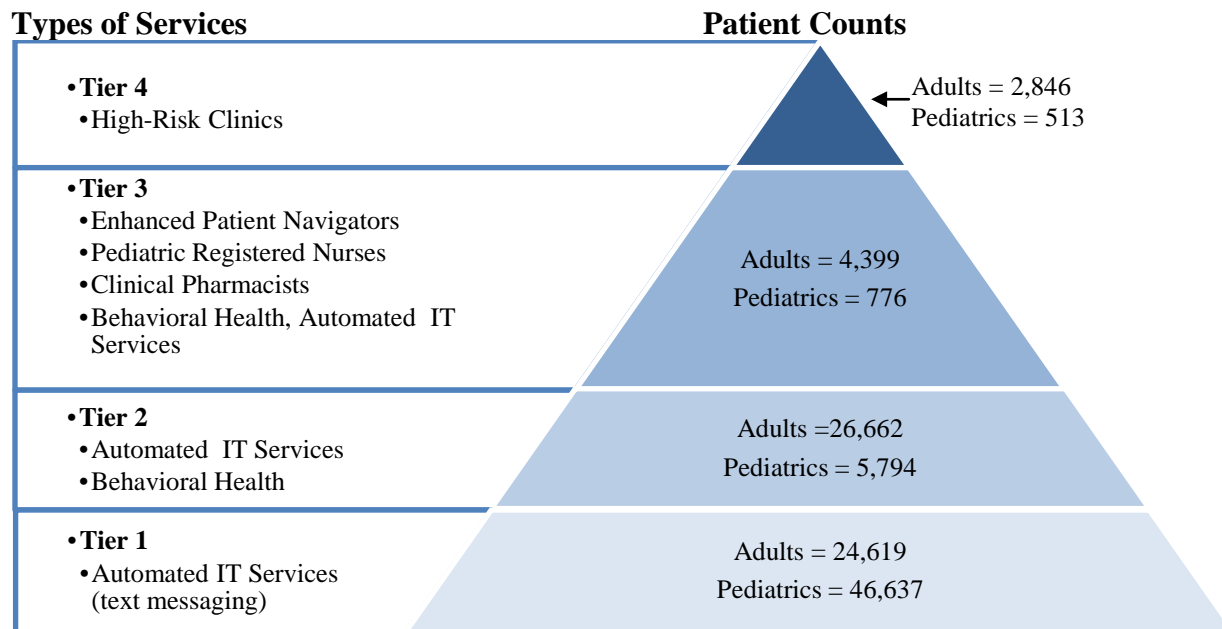 Types of Services
Patient Counts
•Tier 4
•High-Risk Clinics
Adults = 2,846
Pediatrics = 513
•Tier 3
•Enhanced Patient Navigators
•Pediatric Registered Nurses
•Clinical Pharmacists
•Behavioral Health, Automated IT
Services
Adults = 4,399
Pediatrics = 776
•Tier 2
•Automated IT Services
•Behavioral Health
Adults =26,662
Pediatrics = 5,794
•Tier 1
•Automated IT Services
(text messaging)
Adults = 24,619
Pediatrics = 46,637